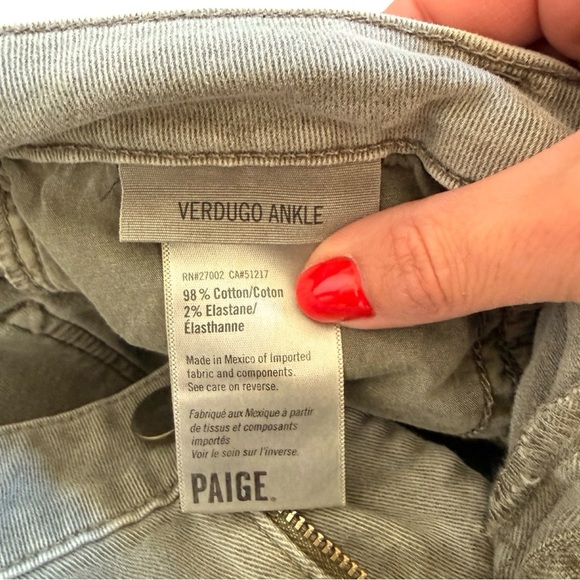 VERDUGO ANKLE
RN#27002 CA#51217
98% Cotton/Coton
2% Elastane/
Élasthanne
Made in Mexico of Imported
fabric and components.
See care on reverse.
Fabriqué aux Mexique à partir
de tissus et composants
importés
Voir le soin sur l'inverse.
PAIGE